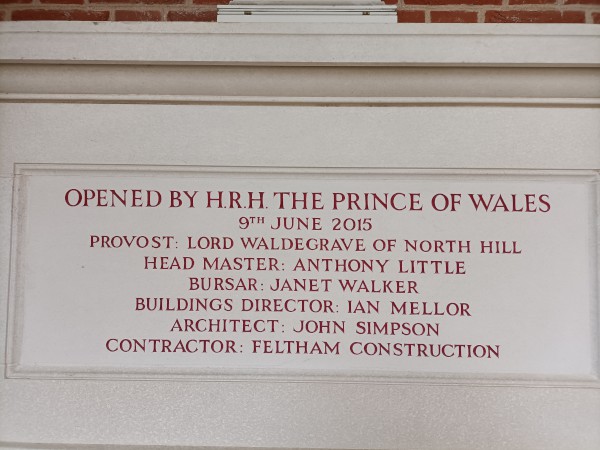 OPENED BY H.R.H. THE PRINCE OF WALES
9TH JUNE 2015
PROVOST: LORD WALDEGRAVE OF NORTH HILL
HEAD MASTER: ANTHONY LITTLE
BURSAR: JANET WALKER
BUILDINGS DIRECTOR: IAN MELLOR
ARCHITECT: JOHN SIMPSON
CONTRACTOR: FELTHAM CONSTRUCTION